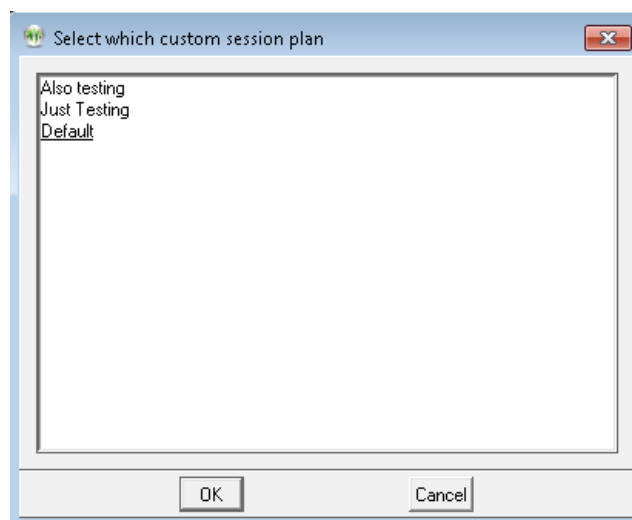 Select which custom session plan
Also testing
Just Testing
Default
OK
Cancel